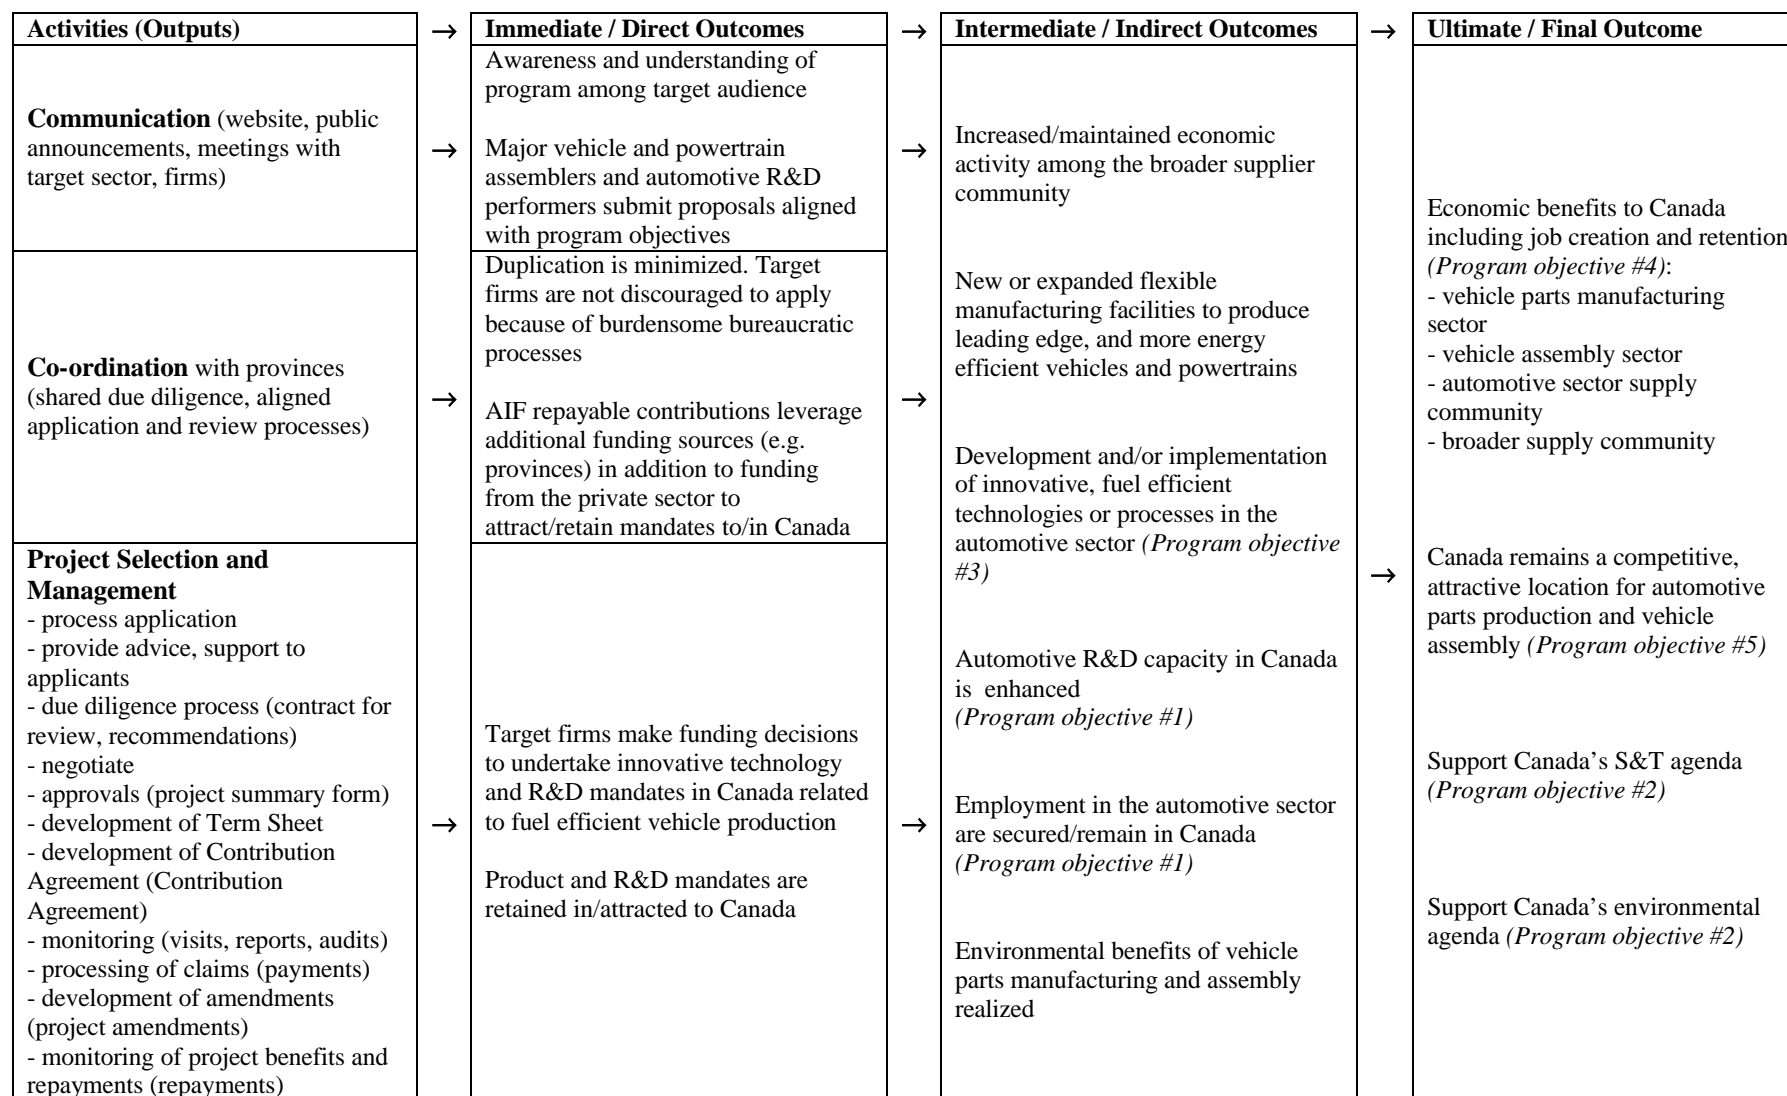 Activities (Outputs)
→
Immediate / Direct Outcomes
→
Intermediate / Indirect Outcomes
→
Ultimate / Final Outcome
Communication (website, public
announcements, meetings with
target sector, firms)
→
Awareness and understanding of
program among target audience
Major vehicle and powertrain
assemblers and automotive R&D
performers submit proposals aligned
with program objectives
→
Co-ordination with provinces
(shared due diligence, aligned
application and review processes)
→
Duplication is minimized. Target
firms are not discouraged to apply
because of burdensome bureaucratic
processes
AIF repayable contributions leverage
additional funding sources (e.g.
provinces) in addition to funding
from the private sector to
attract/retain mandates to/in Canada
→
Project Selection and
Management
- process application
- provide advice, support to
applicants
- due diligence process (contract for
review, recommendations)
- negotiate
- approvals (project summary form)
- development of Term Sheet
- development of Contribution
Agreement (Contribution
Agreement)
- monitoring (visits, reports, audits)
- processing of claims (payments)
- development of amendments
(project amendments)
- monitoring of project benefits and
repayments (repayments)
→
Target firms make funding decisions
to undertake innovative technology
and R&D mandates in Canada related
to fuel efficient vehicle production
Product and R&D mandates are
retained in/attracted to Canada
→
Increased/maintained economic
activity among the broader supplier
community
New or expanded flexible
manufacturing facilities to produce
leading edge, and more energy
efficient vehicles and powertrains
Development and/or implementation
of innovative, fuel efficient
technologies or processes in the
automotive sector (Program objective
#3)
Automotive R&D capacity in Canada
is enhanced
(Program objective #1)
Employment in the automotive sector
are secured/remain in Canada
(Program objective #1)
Environmental benefits of vehicle
parts manufacturing and assembly
realized
→
Economic benefits to Canada
including job creation and retention
(Program objective #4):
- vehicle parts manufacturing
sector
- vehicle assembly sector
- automotive sector supply
community
- broader supply community
Canada remains a competitive,
attractive location for automotive
parts production and vehicle
assembly (Program objective #5)
Support Canada's S&T agenda
(Program objective #2)
Support Canada's environmental
agenda (Program objective #2)